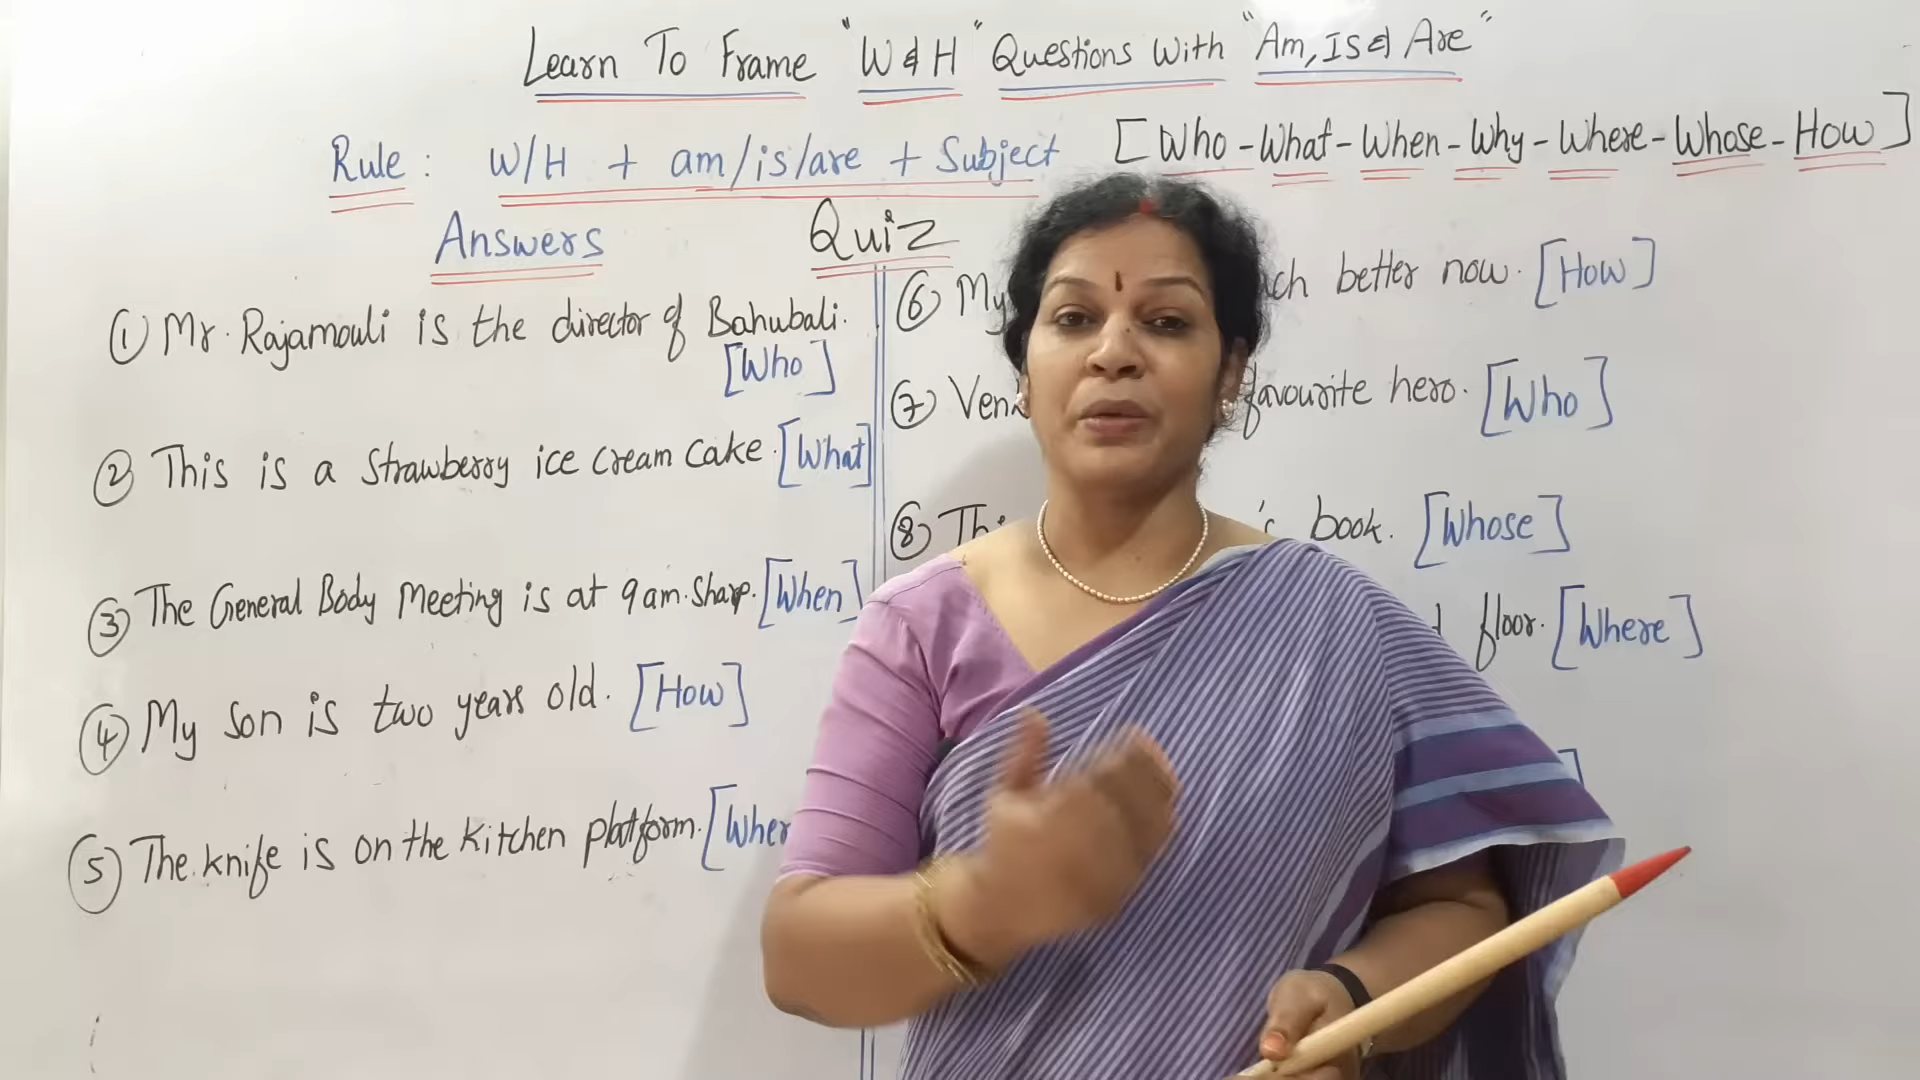 Learn To Frame "W & H" Questions With "Am, Is & Are"
Rule : W/H + am/is/are + Subject [Who - What - When - Why - Where - Whose - How]
Answers
Quiz
① Mr. Rajamouli is the director of Bahubali.
[Who]
② This is a strawberry ice cream cake. [What]
③ The General Body Meeting is at 9 am. Sharp. [When]
④ My son is two years old. [How]
⑤ The knife is on the kitchen platform.
⑥ My better now. [How]
⑦ favourite hero. [Who]
⑧ book. [Whose]
floor. [Where]